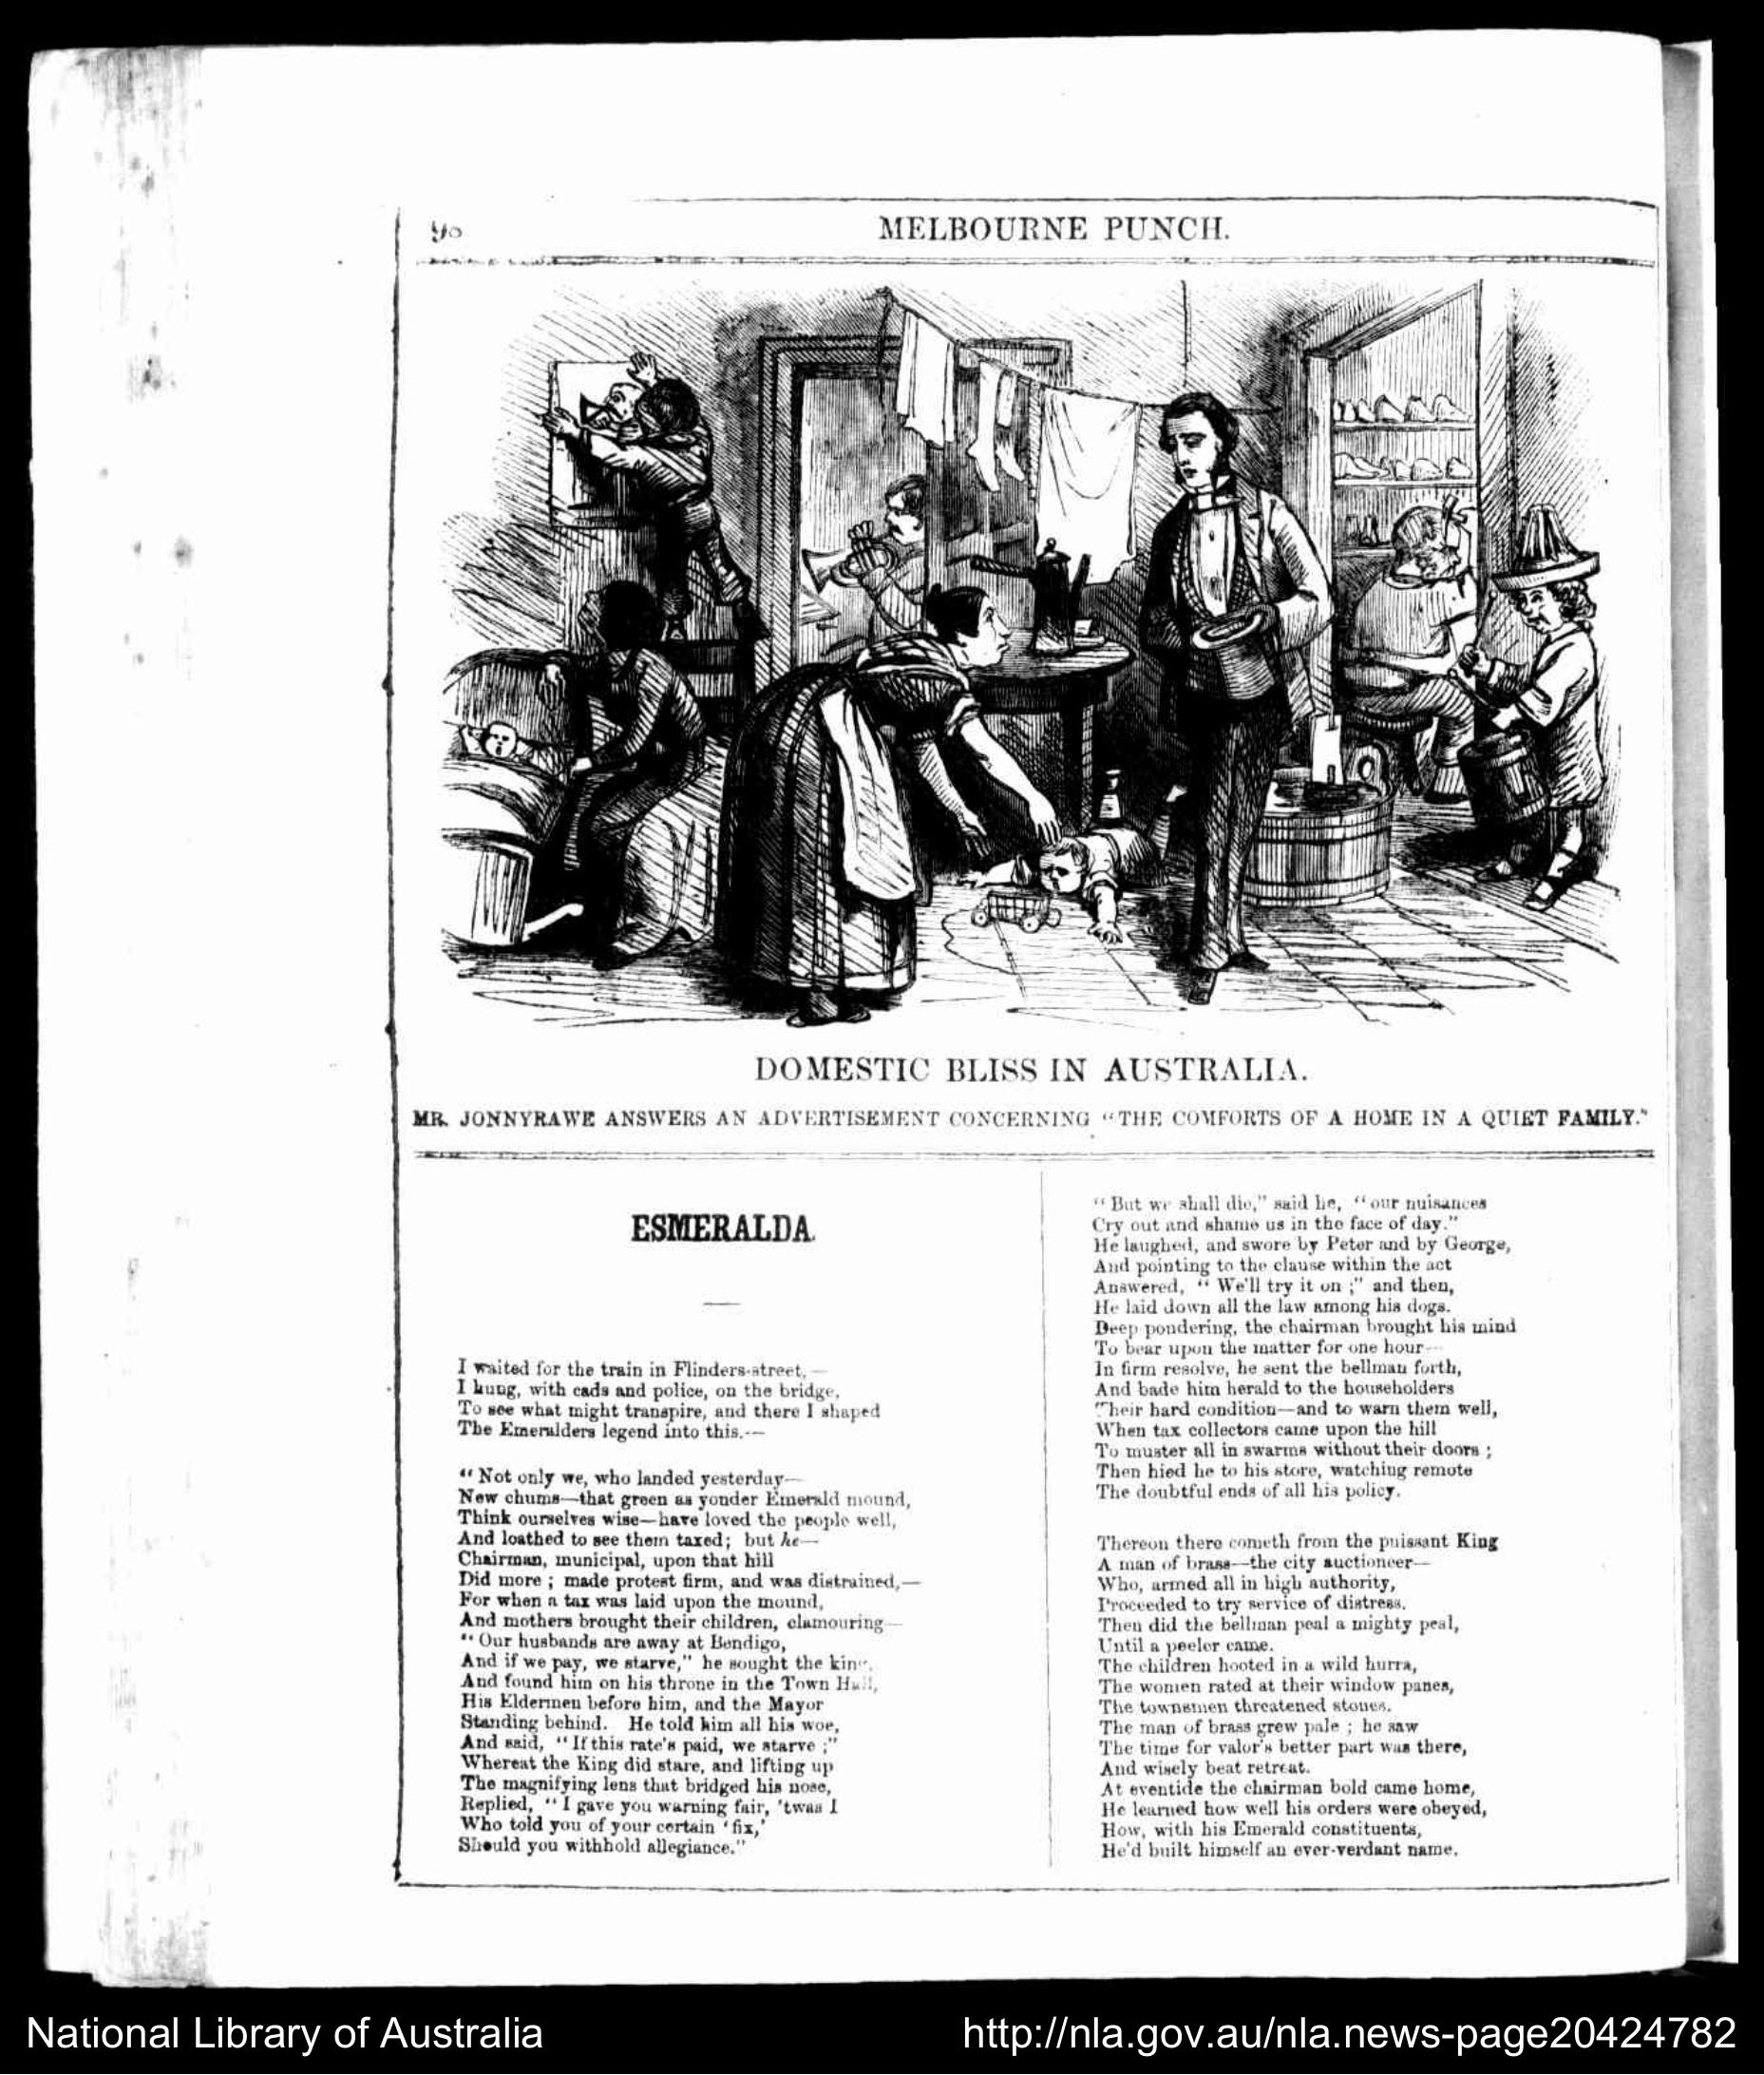 90
MELBOURNE PUNCH.
DOMESTIC BLISS IN AUSTRALIA.
MR. JONNYRAWE ANSWERS AN ADVERTISEMENT CONCERNING "THE COMFORTS OF A HOME IN A QUIET FAMILY."
ESMERALDA.
I waited for the train in Flinders-street,—
I hung, with cads and police, on the bridge,
To see what might transpire, and there I shaped
The Emeralders legend into this.—
"Not only we, who landed yesterday—
New chums—that green as yonder Emerald mound,
Think ourselves wise—have loved the people well,
And loathed to see them taxed; but he—
Chairman, municipal, upon that hill
Did more ; made protest firm, and was distrained,—
For when a tax was laid upon the mound,
And mothers brought their children, clamouring—
"Our husbands are away at Bendigo,
And if we pay, we starve," he sought the king,
And found him on his throne in the Town Hall,
His Eldermen before him, and the Mayor
Standing behind. He told him all his woe,
And said, "If this rate's paid, we starve ;"
Whereat the King did stare, and lifting up
The magnifying lens that bridged his nose,
Replied, "I gave you warning fair, 'twas I
Who told you of your certain 'fix,'
Should you withhold allegiance."
"But we shall die," said he, "our nuisances
Cry out and shame us in the face of day."
He laughed, and swore by Peter and by George,
And pointing to the clause within the act
Answered, "We'll try it on ;" and then,
He laid down all the law among his dogs.
Deep pondering, the chairman brought his mind
To bear upon the matter for one hour—
In firm resolve, he sent the bellman forth,
And bade him herald to the householders
Their hard condition—and to warn them well,
When tax collectors came upon the hill
To muster all in swarms without their doors ;
Then hied he to his store, watching remote
The doubtful ends of all his policy.
Thereon there cometh from the puissant King
A man of brass—the city auctioneer—
Who, armed all in high authority,
Proceeded to try service of distress.
Then did the bellman peal a mighty peal,
Until a peeler came.
The children hooted in a wild hurra,
The women rated at their window panes,
The townsmen threatened stones.
The man of brass grew pale ; he saw
The time for valor's better part was there,
And wisely beat retreat.
At eventide the chairman bold came home,
He learned how well his orders were obeyed,
How, with his Emerald constituents,
He'd built himself an ever-verdant name.
National Library of Australia
http://nla.gov.au/nla.news-page20424782